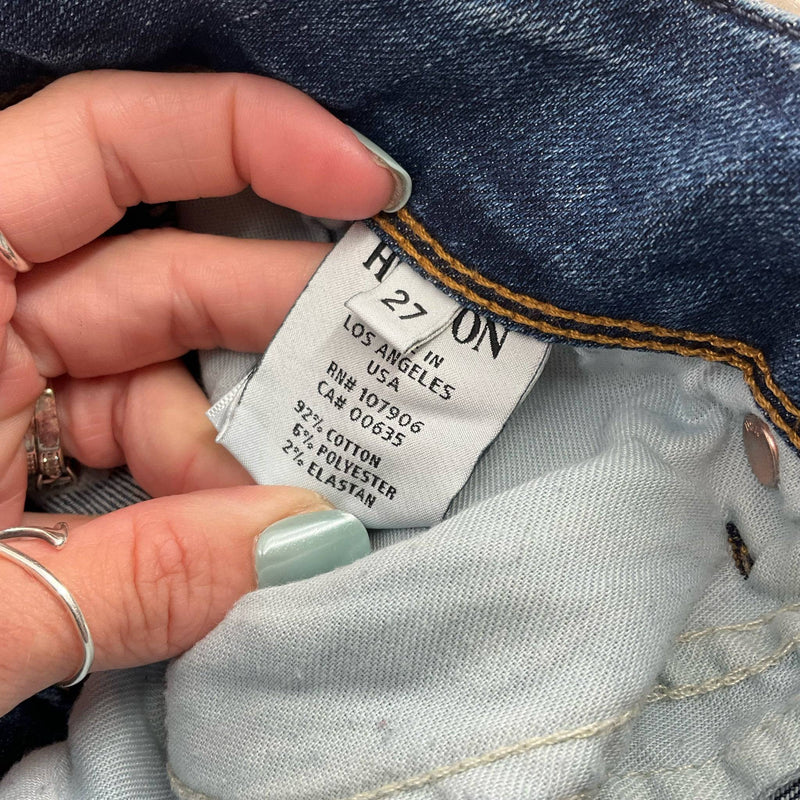 H ON
27
IN
LOS ANGELES
USA
RN# 107906
CA# 00635
92% COTTON
6% POLYESTER
2% ELASTAN